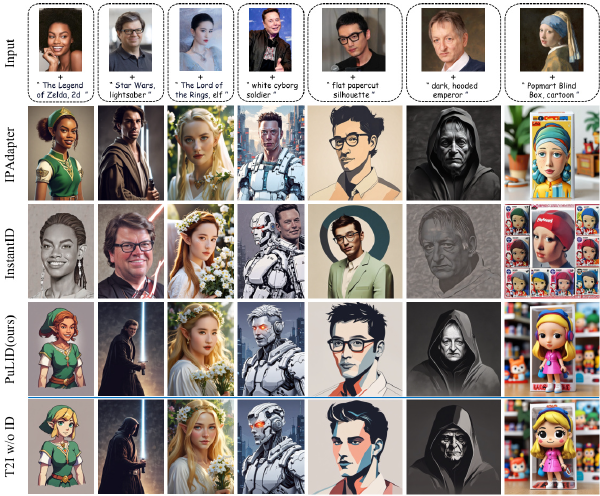 Input
+
+
+
+
+
+
+
“ The Legend
of Zelda, 2d ”
“ Star Wars,
lightsaber ”
“ The Lord of
the Rings, elf ”
“ white cyborg
soldier ”
“ flat papercut
silhouette ”
“ dark, hooded
emperor ”
“ Popmart Blind
Box, cartoon”
IPAdapter
InstantID
PuLID(ours)
T2I w/o ID